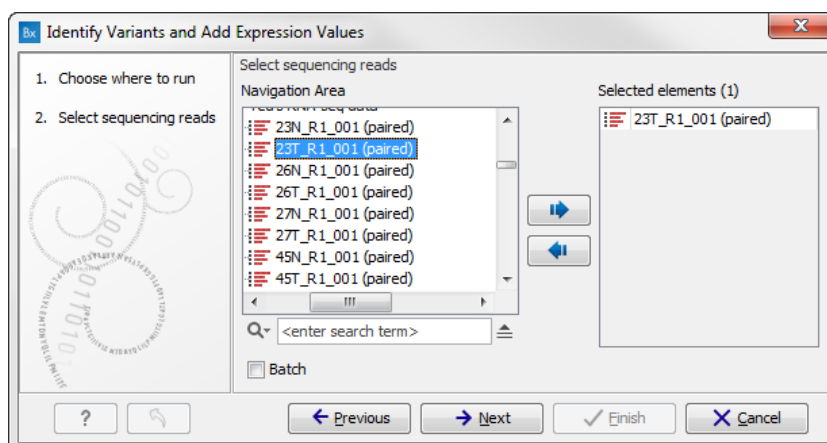 Bx Identify Variants and Add Expression Values
1. Choose where to run
2. Select sequencing reads
Select sequencing reads
Navigation Area
23N_R1_001 (paired)
23T_R1_001 (paired)
26N_R1_001 (paired)
26T_R1_001 (paired)
27N_R1_001 (paired)
27T_R1_001 (paired)
45N_R1_001 (paired)
45T_R1_001 (paired)
<enter search term>
Batch
Selected elements (1)
23T_R1_001 (paired)
?
Previous
Next
Finish
Cancel